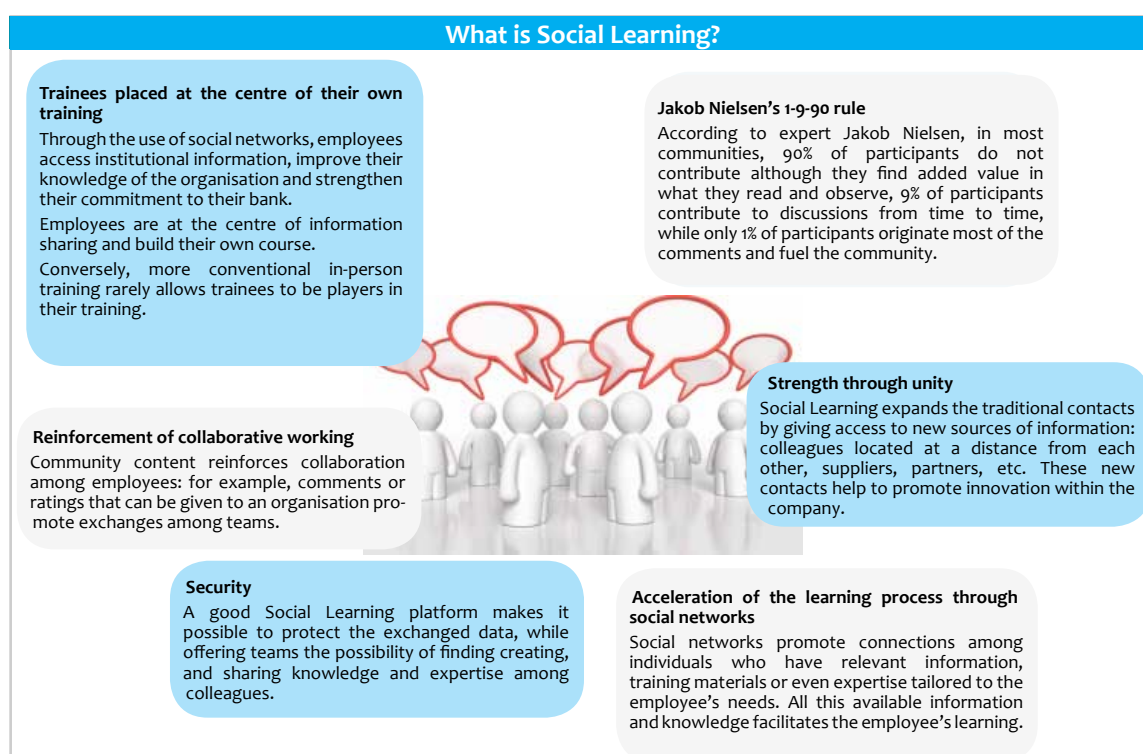 What is Social Learning?
Trainees placed at the centre of their own
training
Through the use of social networks, employees
access institutional information, improve their
knowledge of the organisation and strengthen
their commitment to their bank.
Employees are at the centre of information
sharing and build their own course.
Conversely, more conventional in-person
training rarely allows trainees to be players in
their training.
Jakob Nielsen's 1-9-90 rule
According to expert Jakob Nielsen, in most
communities, 90% of participants do not
contribute although they find added value in
what they read and observe, 9% of participants
contribute to discussions from time to time,
while only 1% of participants originate most of the
comments and fuel the community.
Strength through unity
Social Learning expands the traditional contacts
by giving access to new sources of information:
colleagues located at a distance from each
other, suppliers, partners, etc. These new
contacts help to promote innovation within the
company.
Reinforcement of collaborative working
Community content reinforces collaboration
among employees: for example, comments or
ratings that can be given to an organisation pro-
mote exchanges among teams.
Security
A good Social Learning platform makes it
possible to protect the exchanged data, while
offering teams the possibility of finding creating,
and sharing knowledge and expertise among
colleagues.
Acceleration of the learning process through
social networks
Social networks promote connections among
individuals who have relevant information,
training materials or even expertise tailored to the
employee's needs. All this available information
and knowledge facilitates the employee's learning.